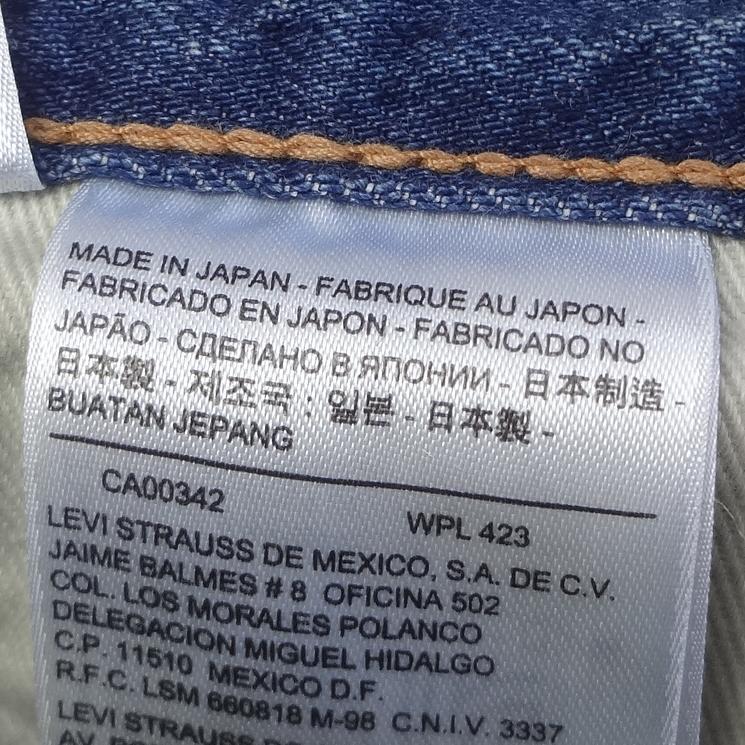 MADE IN JAPAN - FABRIQUE AU JAPON -
FABRICADO EN JAPON - FABRICADO NO
JAPÃO - СДЕЛАНО В ЯПОНИИ - 日本制造 -
日本製 - 제조국 : 일본 - 日本製 -
BUATAN JEPANG
CA00342 WPL 423
LEVI STRAUSS DE MEXICO, S.A. DE C.V.
JAIME BALMES # 8 OFICINA 502
COL. LOS MORALES POLANCO
DELEGACION MIGUEL HIDALGO
C.P. 11510 MEXICO D.F.
R.F.C. LSM 660818 M-98 C.N.I.V. 3337
LEVI STRAUSS